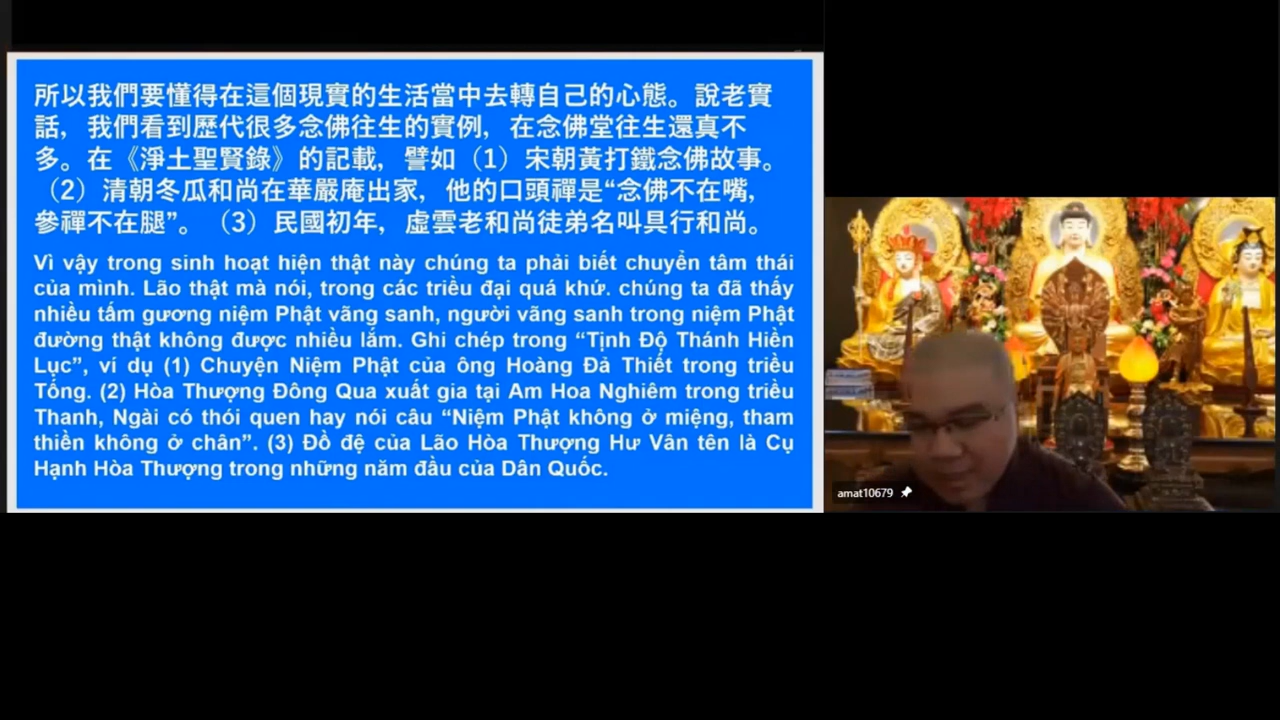 所以我們要懂得在這個現實的生活當中去轉自己的心態。說老實
話，我們看到歷代很多念佛往生的實例，在念佛堂往生還真不
多。在《淨土聖賢錄》的記載，譬如（1）宋朝黃打鐵念佛故事。
（2）清朝冬瓜和尚在華嚴庵出家，他的口頭禪是“念佛不在嘴，
參禪不在腿”。（3）民國初年，虛雲老和尚徒弟名叫具行和尚。
Vì vậy trong sinh hoạt hiện thật này chúng ta phải biết chuyển tâm thái
của mình. Lão thật mà nói, trong các triều đại quá khứ. chúng ta đã thấy
nhiều tấm gương niệm Phật vãng sanh, người vãng sanh trong niệm Phật
đường thật không được nhiều lắm. Ghi chép trong “Tịnh Độ Thánh Hiền
Lục”, ví dụ (1) Chuyện Niệm Phật của ông Hoàng Đả Thiết trong triều
Tống. (2) Hòa Thượng Đông Qua xuất gia tại Am Hoa Nghiêm trong triều
Thanh, Ngài có thói quen hay nói câu “Niệm Phật không ở miệng, tham
thiền không ở chân”. (3) Đồ đệ của Lão Hòa Thượng Hư Vân tên là Cụ
Hạnh Hòa Thượng trong những năm đầu của Dân Quốc.
amat10679